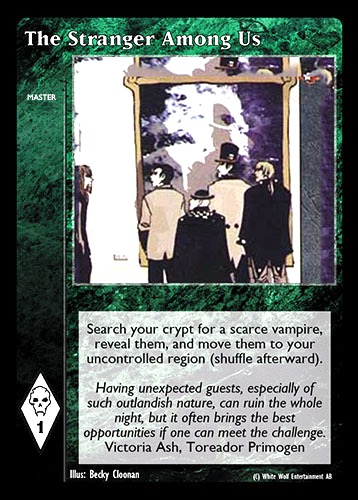 The Stranger Among Us
MASTER
Search your crypt for a scarce vampire,
reveal them, and move them to your
uncontrolled region (shuffle afterward).
Having unexpected guests, especially of
such outlandish nature, can ruin the whole
night, but it often brings the best
opportunities if one can meet the challenge.
Victoria Ash, Toreador Primogen
1
Illus: Becky Cloonan
(C) White Wolf Entertainment AB